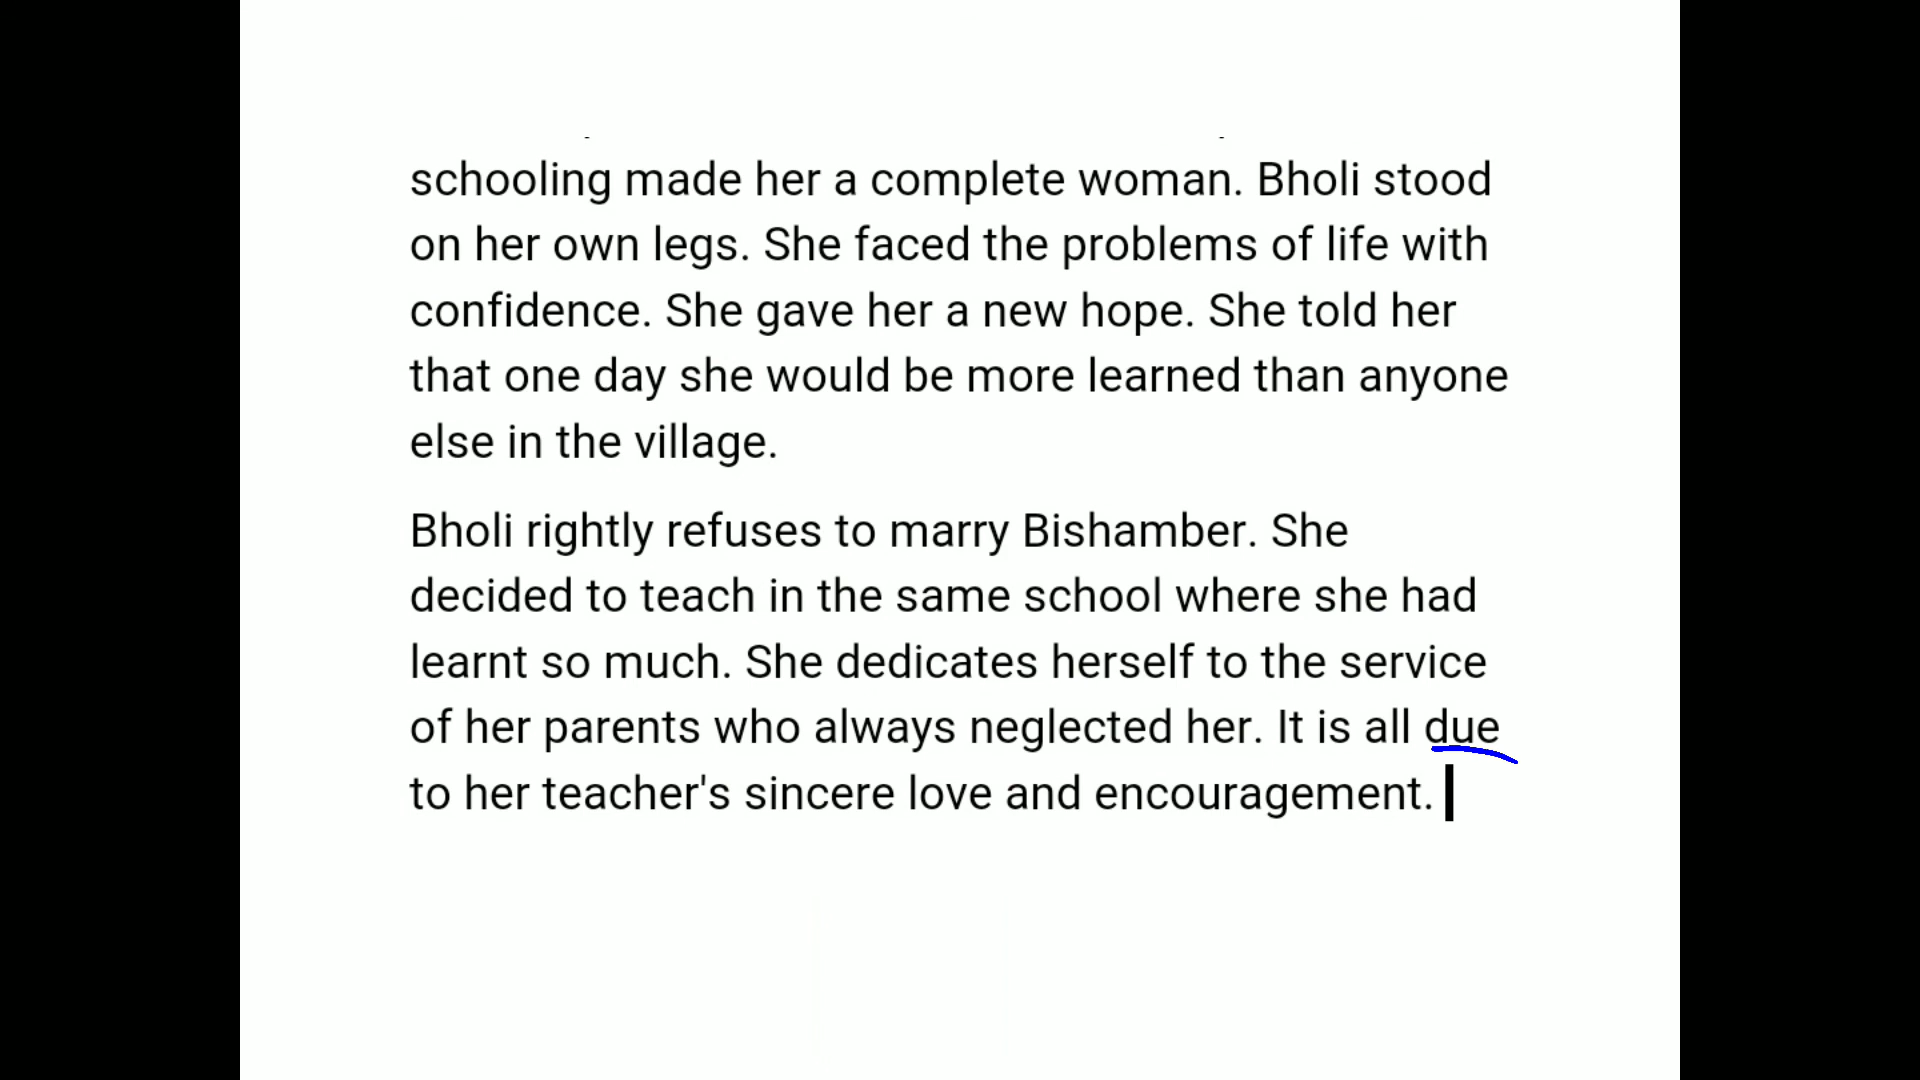 schooling made her a complete woman. Bholi stood
on her own legs. She faced the problems of life with
confidence. She gave her a new hope. She told her
that one day she would be more learned than anyone
else in the village.
Bholi rightly refuses to marry Bishamber. She
decided to teach in the same school where she had
learnt so much. She dedicates herself to the service
of her parents who always neglected her. It is all due
to her teacher's sincere love and encouragement.